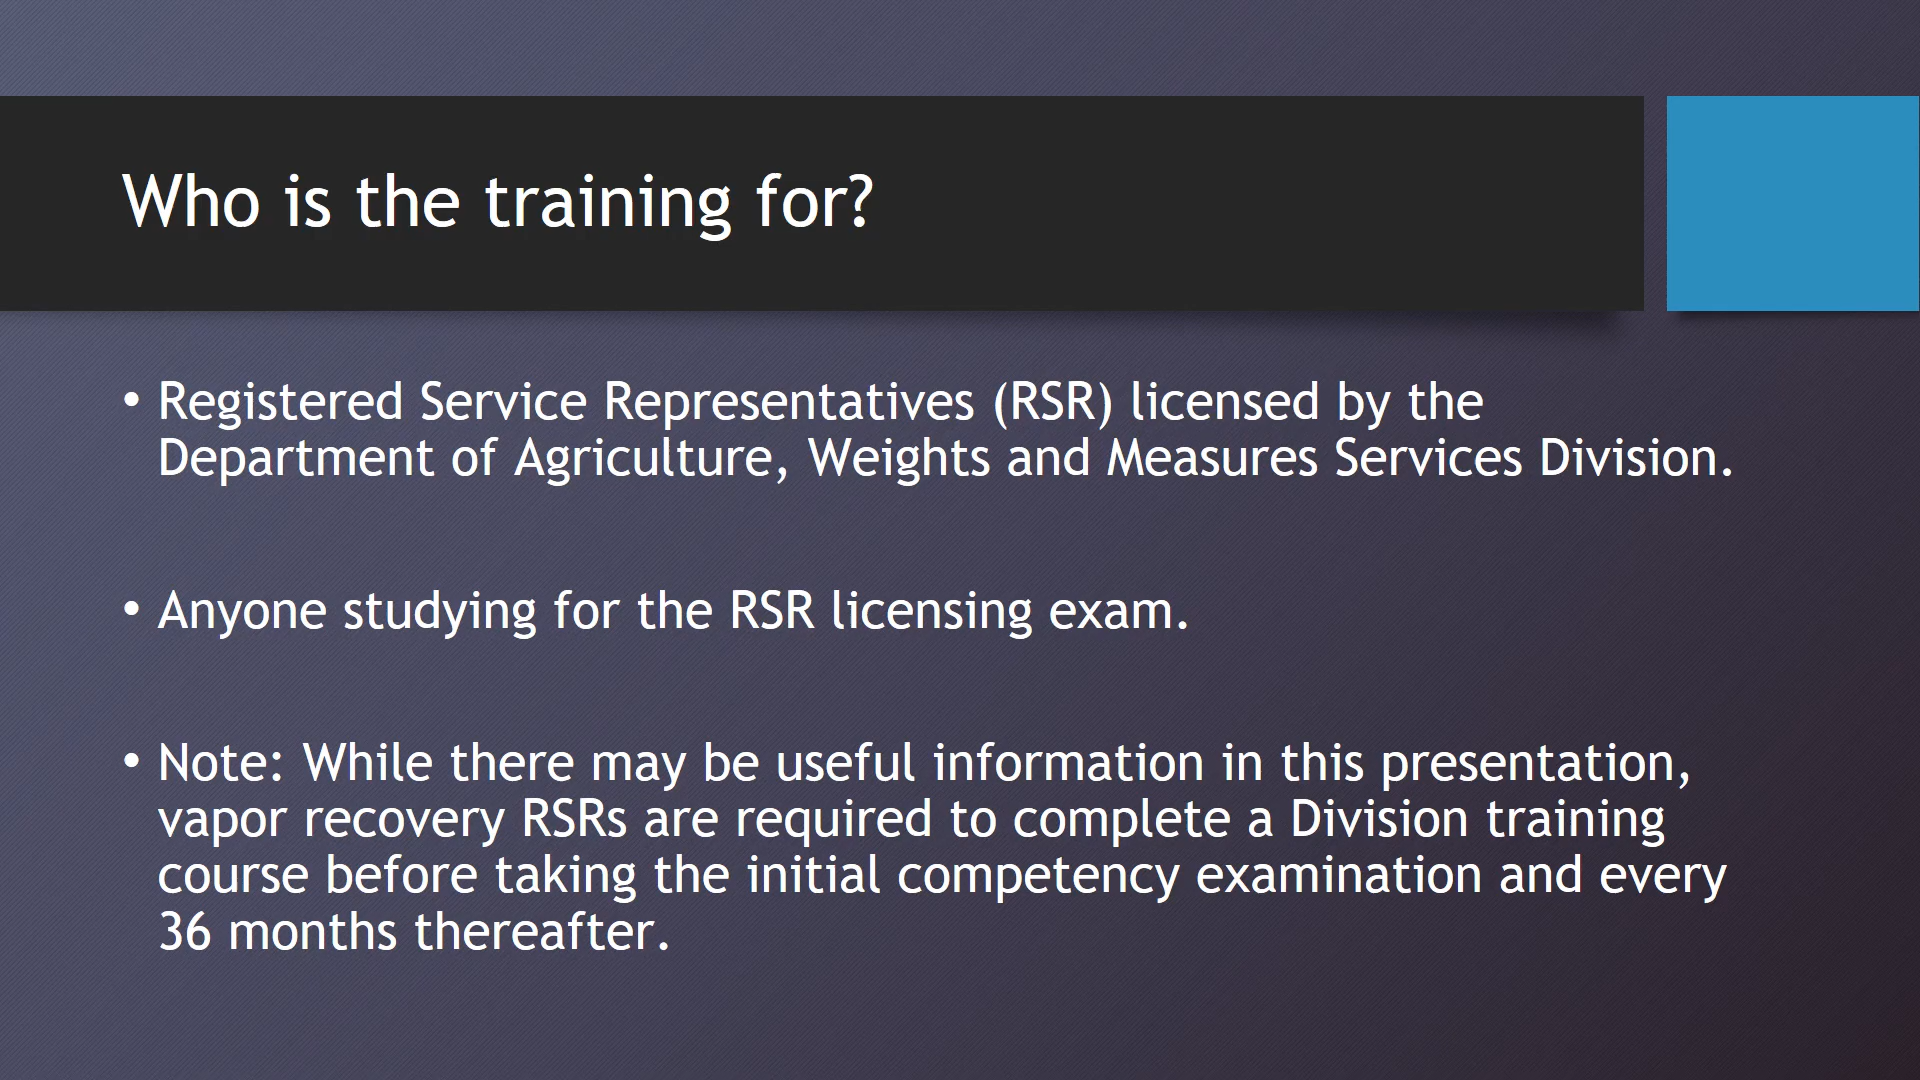 Who is the training for?
• Registered Service Representatives (RSR) licensed by the
Department of Agriculture, Weights and Measures Services Division.
• Anyone studying for the RSR licensing exam.
• Note: While there may be useful information in this presentation,
vapor recovery RSRs are required to complete a Division training
course before taking the initial competency examination and every
36 months thereafter.